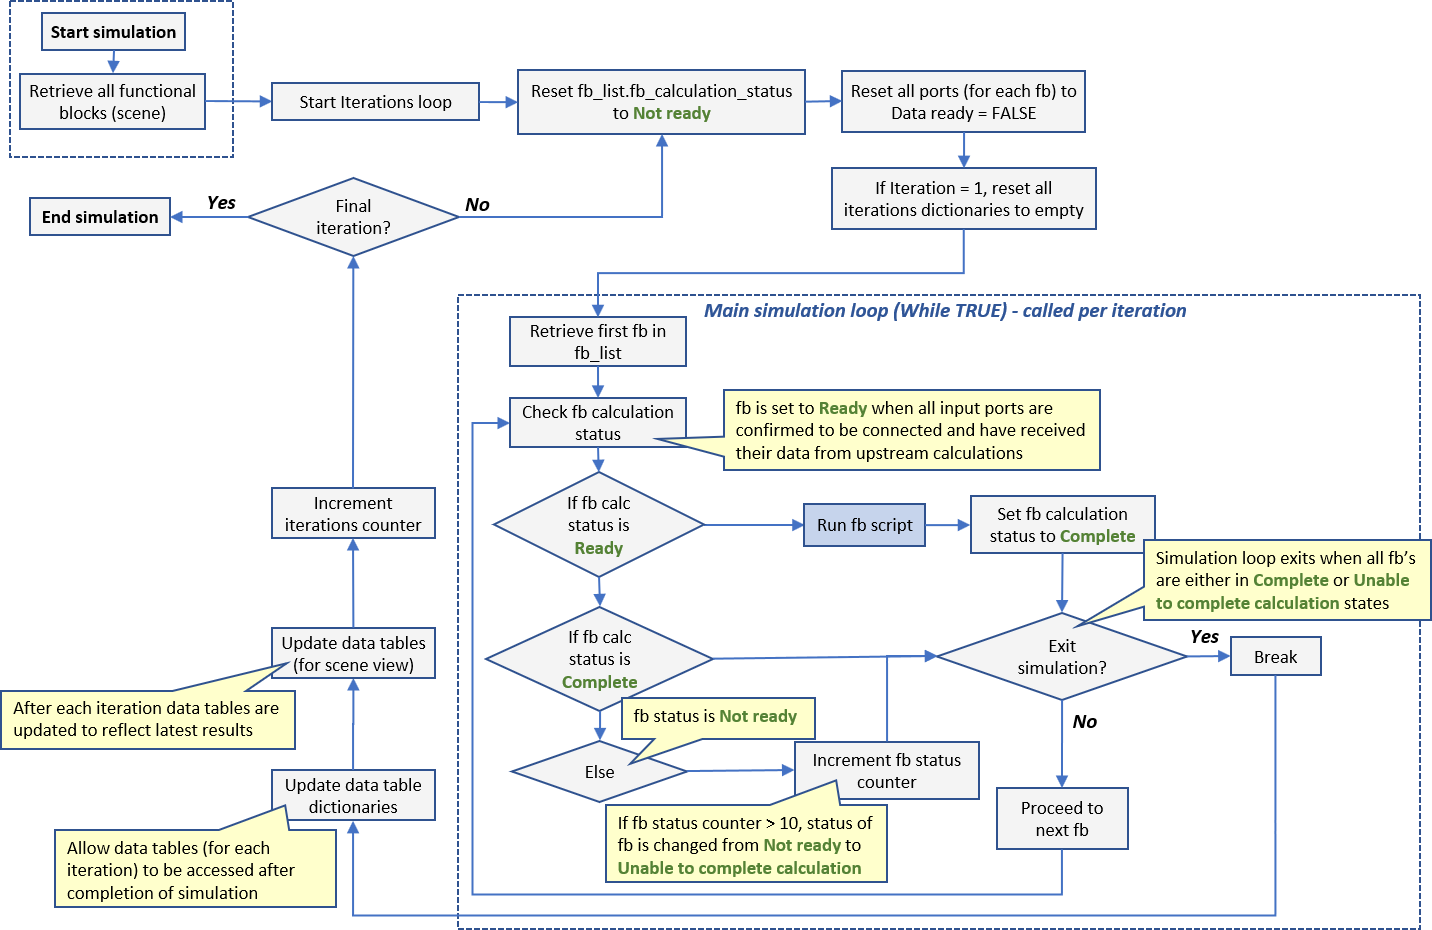 Start simulation
Retrieve all functional
blocks (scene)
Start Iterations loop
Reset fb_list.fb_calculation_status
to Not ready
Reset all ports (for each fb) to
Data ready = FALSE
If Iteration = 1, reset all
iterations dictionaries to empty
End simulation
Yes
Final
iteration?
No
Main simulation loop (While TRUE) - called per iteration
Retrieve first fb in
fb_list
Check fb calculation
status
fb is set to Ready when all input ports are
confirmed to be connected and have received
their data from upstream calculations
If fb calc
status is
Ready
Run fb script
Set fb calculation
status to Complete
Simulation loop exits when all fb's
are either in Complete or Unable
to complete calculation states
If fb calc
status is
Complete
Exit
simulation?
Yes
Break
No
fb status is Not ready
Else
Increment fb status
counter
If fb status counter > 10, status of
fb is changed from Not ready to
Unable to complete calculation
Proceed to
next fb
Increment
iterations counter
Update data tables
(for scene view)
After each iteration data tables are
updated to reflect latest results
Update data table
dictionaries
Allow data tables (for each
iteration) to be accessed after
completion of simulation